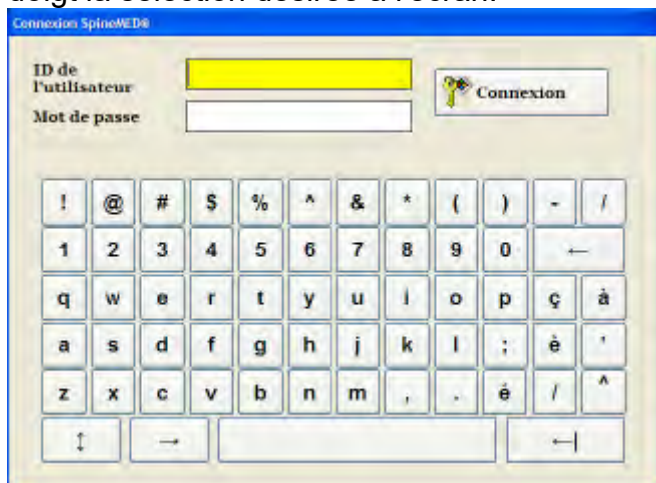 Connexion SpineMED®
ID de
l'utilisateur
Connexion
Mot de passe
! @ # $ % ^ & * ( ) - /
1 2 3 4 5 6 7 8 9 0 ←
q w e r t y u i o p ç à
a s d f g h j k l ; è '
z x c v b n m , . é / ^
↕ → ←|